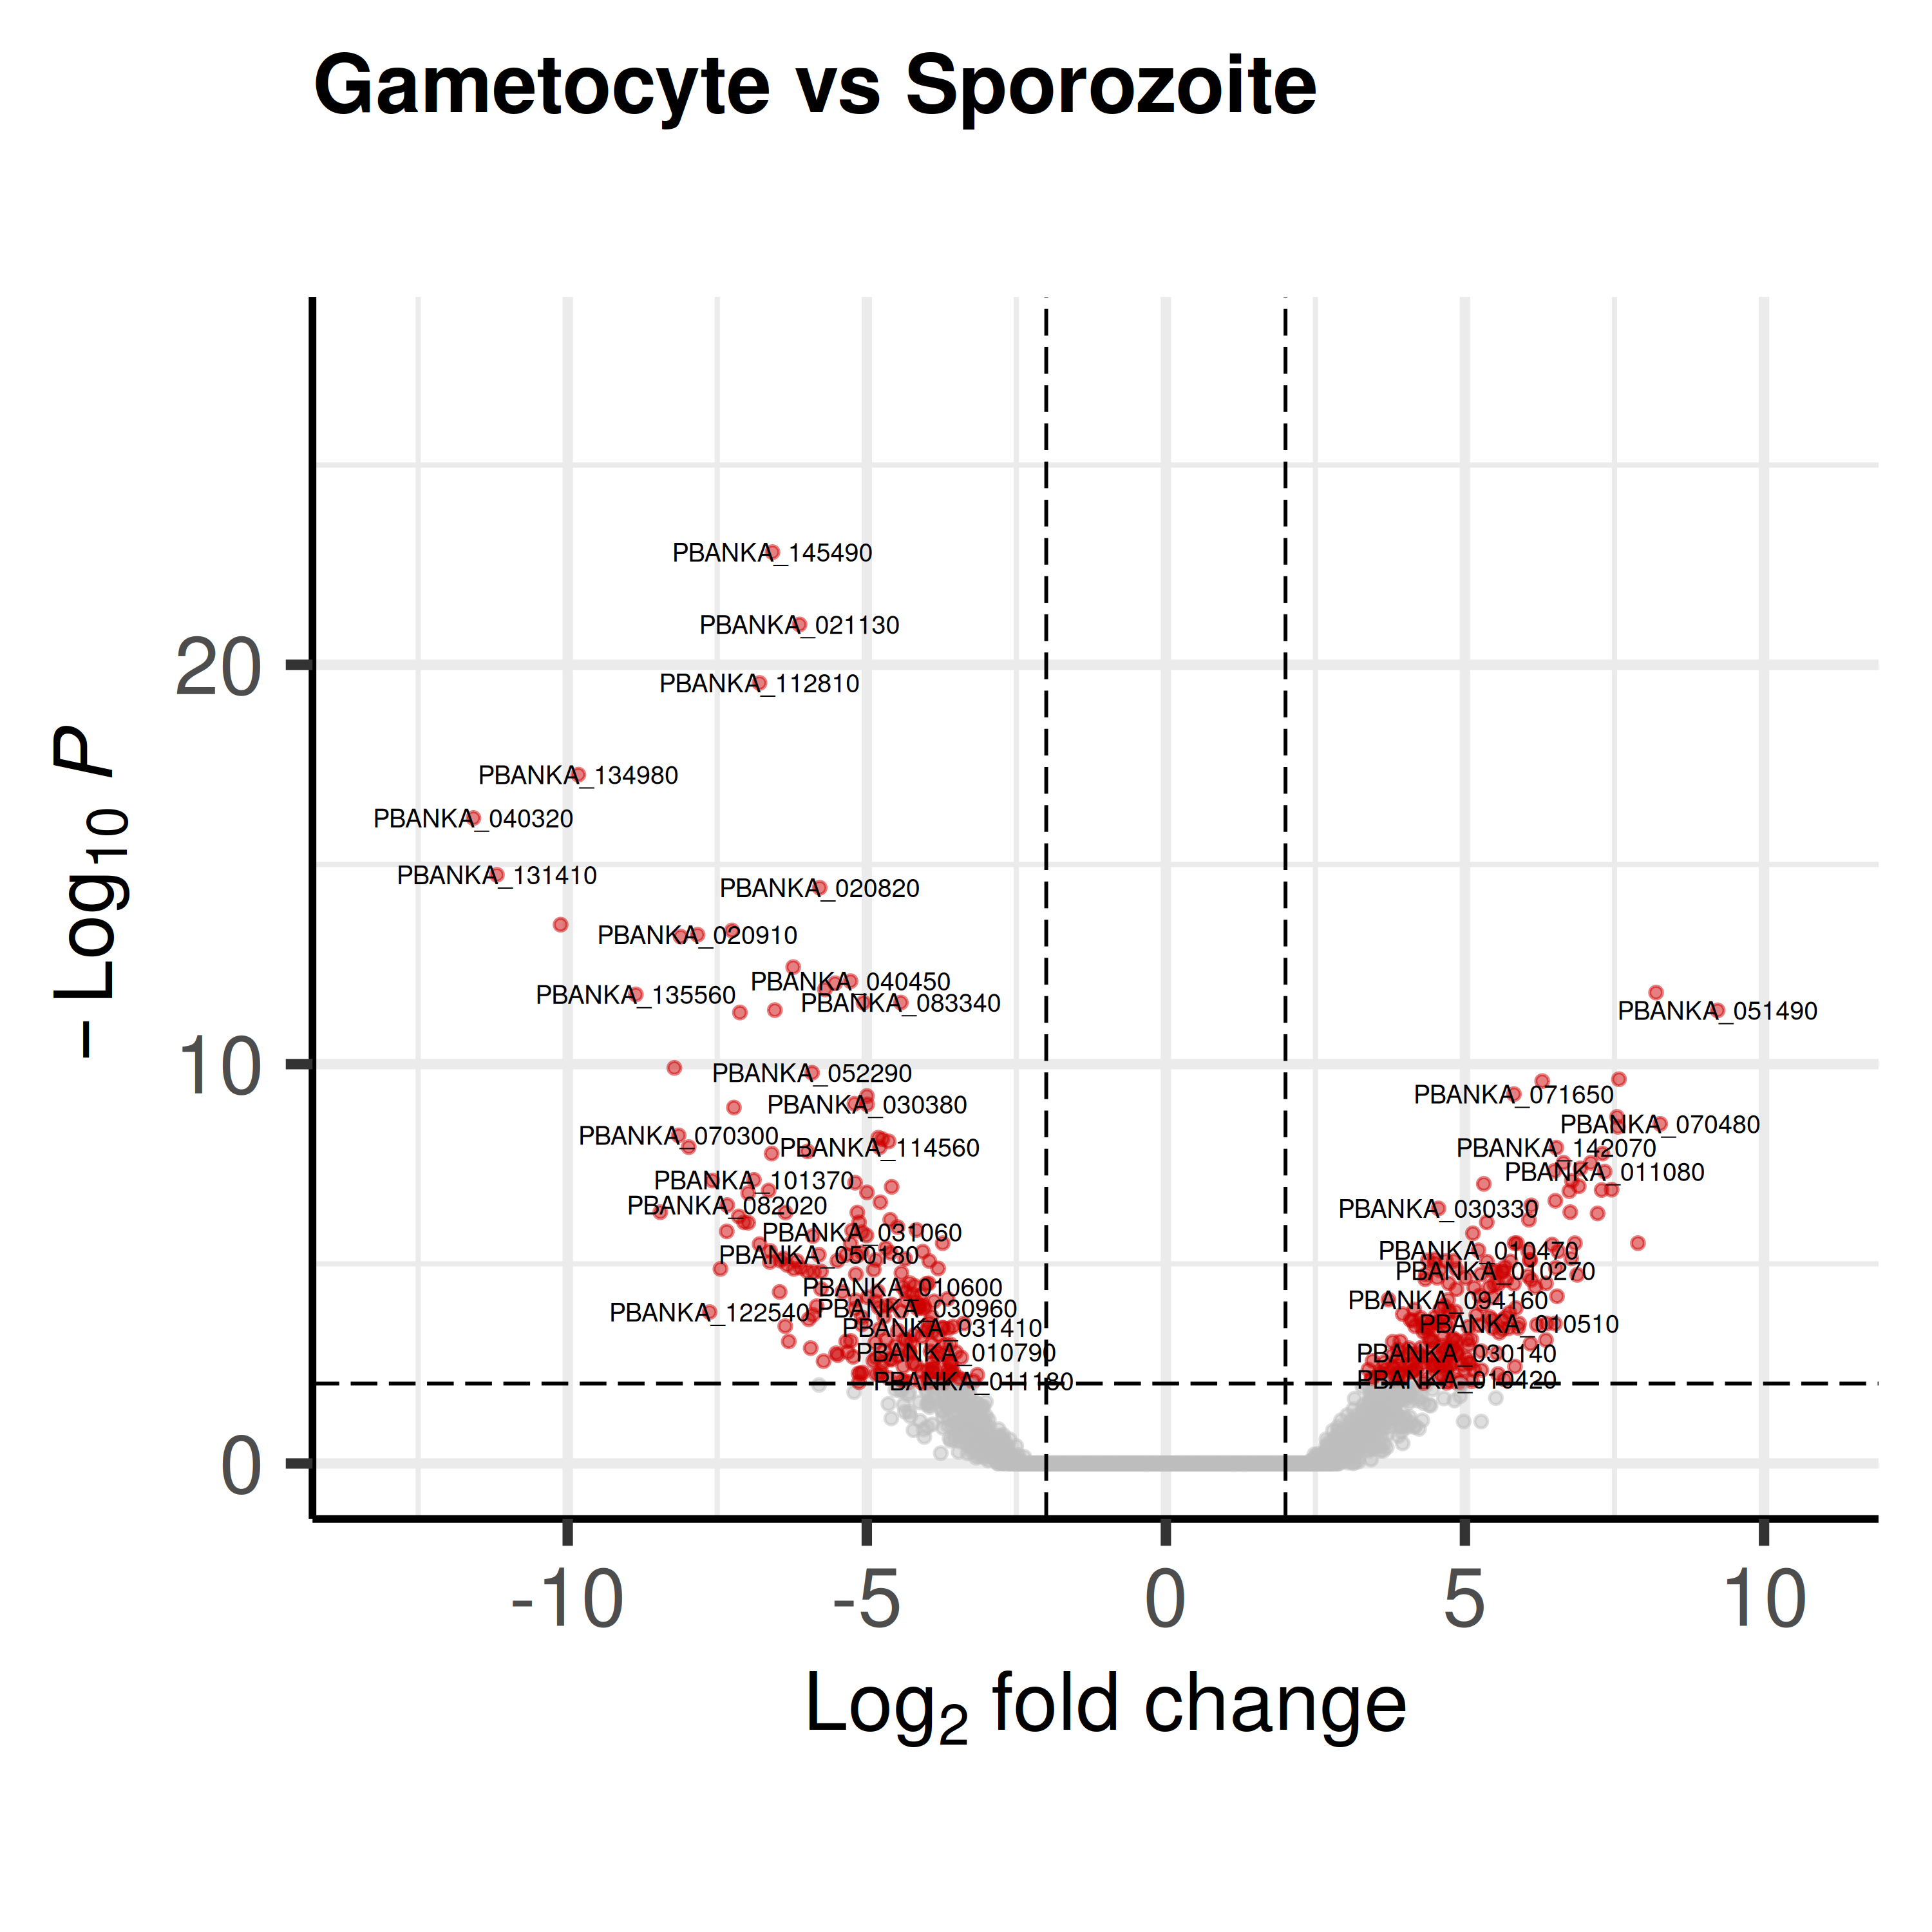 Gametocyte vs Sporozoite
PBANKA_145490
PBANKA_021130
20
PBANKA_112810
PBANKA_134980
PBANKA_040320
PBANKA_131410
PBANKA_020820
PBANKA_020910
PBANKA_040450
PBANKA_135560
PBANKA_083340
PBANKA_051490
10
PBANKA_052290
PBANKA_071650
PBANKA_030380
PBANKA_070480
PBANKA_070300
PBANKA_114560
PBANKA_142070
PBANKA_011080
PBANKA_101370
PBANKA_082020
PBANKA_030330
PBANKA_031060
PBANKA_010470
PBANKA_050180
PBANKA_010270
PBANKA_010600
PBANKA_094160
PBANKA_030960
PBANKA_122540
PBANKA_010510
PBANKA_031410
PBANKA_010790
PBANKA_030140
PBANKA_010420
PBANKA_011180
0
− Log10 P
-10 -5 0 5 10
Log2 fold change